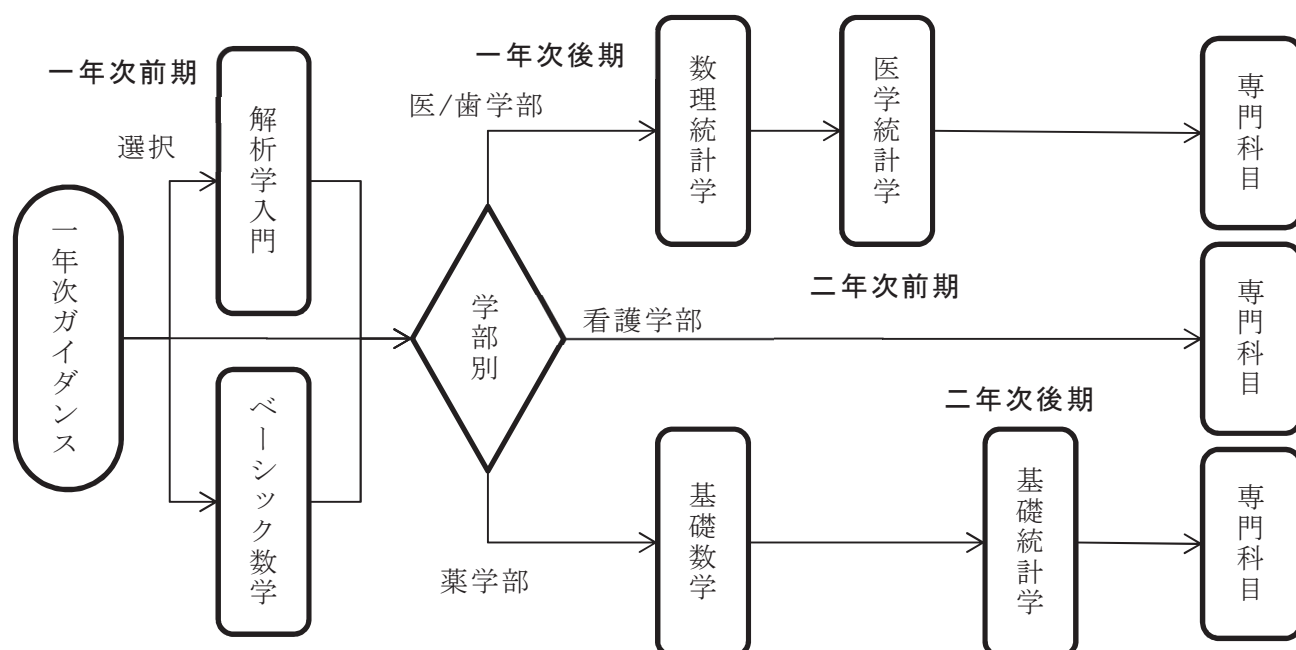 一年次ガイダンス
一年次前期
選択
解析学入門
ベーシック数学
学部別
医/歯学部
一年次後期
数理統計学
医学統計学
専門科目
看護学部
二年次前期
専門科目
薬学部
基礎数学
二年次後期
基礎統計学
専門科目